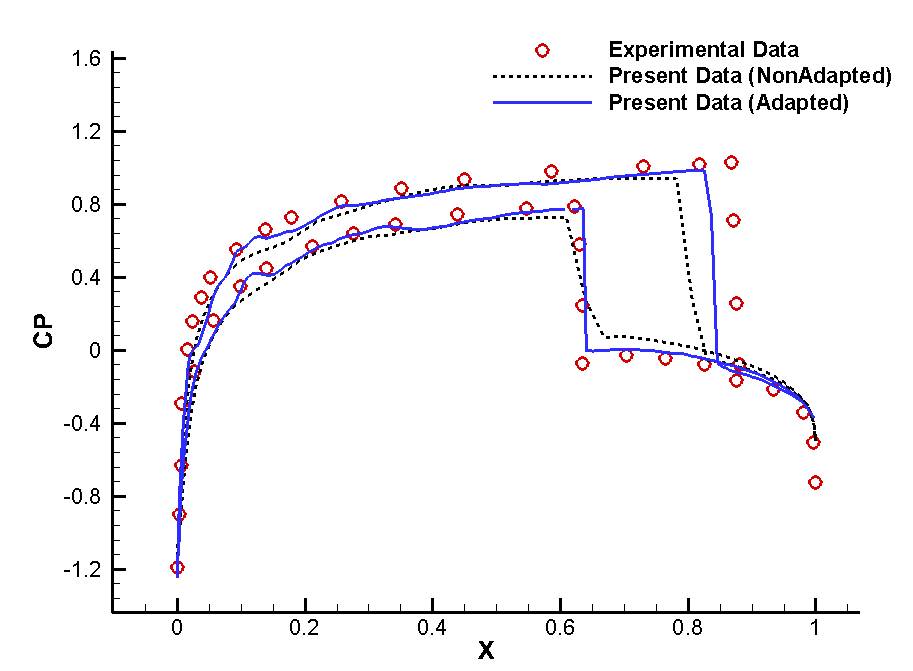 Experimental Data
Present Data (NonAdapted)
Present Data (Adapted)
1.6
1.2
0.8
0.4
0
-0.4
-0.8
-1.2
CP
0 0.2 0.4 0.6 0.8 1
X